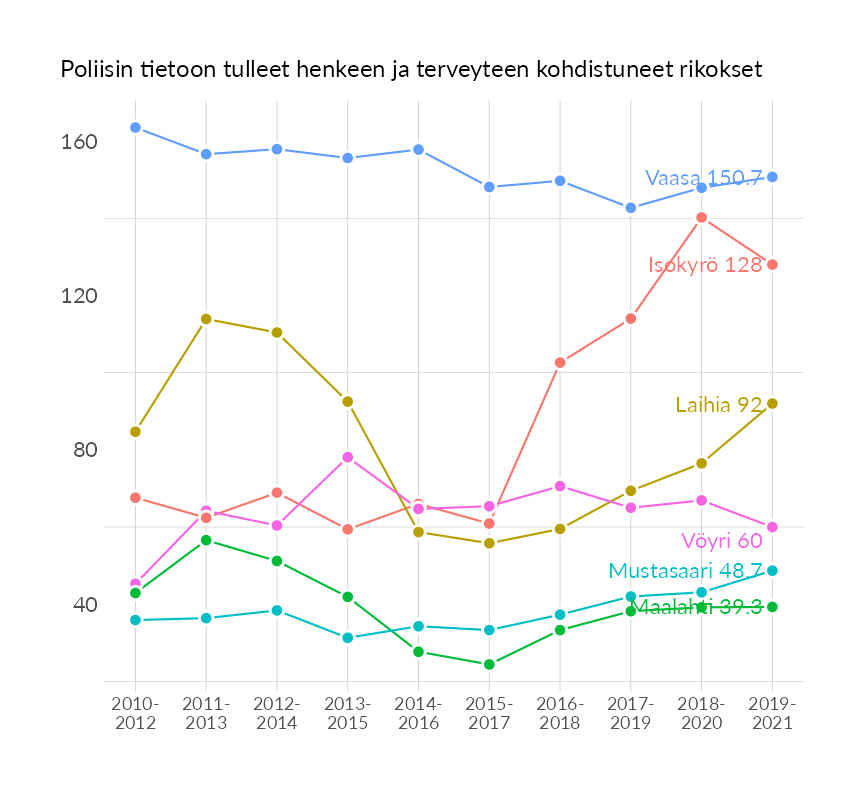 Poliisin tietoon tulleet henkeen ja terveyteen kohdistuneet rikokset
160
120
80
40
Vaasa 150.7
Isokyrö 128
Laihia 92
Vöyri 60
Mustasaari 48.7
Maalahti 39.3
2010- 2011- 2012- 2013- 2014- 2015- 2016- 2017- 2018- 2019-
2012 2013 2014 2015 2016 2017 2018 2019 2020 2021